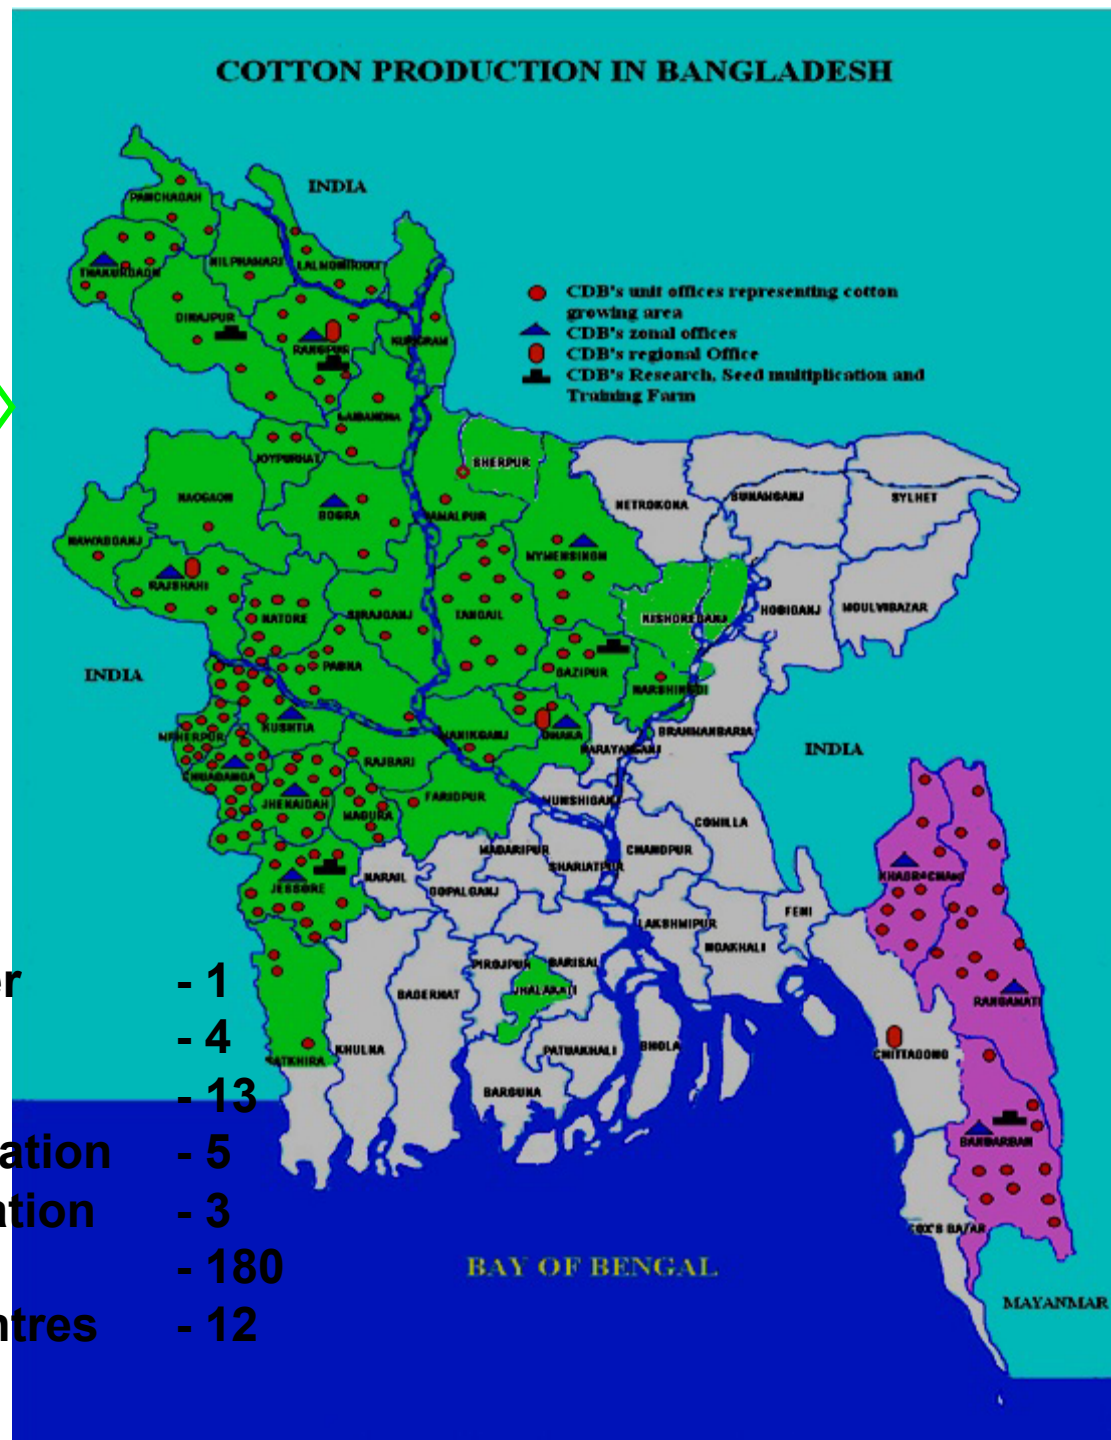 COTTON PRODUCTION IN BANGLADESH
INDIA
PANCHAGAH
THAKURGAON
NILPHAMARI
LALMONIRHAT
DINAJPUR
RANGPUR
KURIGRAM
CDB's unit offices representing cotton
growing area
CDB's zonal offices
CDB's regional Office
CDB's Research, Seed multiplication and
Training Farm
GAIBANDHA
JOYPURHAT
SHERPUR
NAOGAON
BOGRA
JAMALPUR
NETROKONA
SUNAMGANJ
SYLHET
NAWABGANJ
MYMENSINGH
RAJSHAHI
NATORE
SIRAJGANJ
TANGAIL
KISHOREGANJ
HOBIGANJ
MOULVIBAZAR
INDIA
PABNA
GAZIPUR
NARSHINGDI
KUSHTIA
MEHERPUR
MANIKGANJ
DHAKA
NARAYANGANJ
BRAHMANBARIA
INDIA
CHUADANGA
RAJBARI
JHENAIDAH
MAGURA
FARIDPUR
MUNSHIGANJ
COMILLA
MADARIPUR
SHARIATPUR
CHANDPUR
JESSORE
NARAIL
GOPALGANJ
KHAGRACHARI
LAKSHMIPUR
NOAKHALI
FENI
PIROJPUR
BARISAL
BAGERHAT
JHALAKATI
RANGAMATI
er - 1
- 4
SATKHIRA
KHULNA
PATUAKHALI
BHOLA
CHITTAGONG
BARGUNA
- 13
BANDARBAN
ation - 5
ation - 3
COX'S BAZAR
- 180
BAY OF BENGAL
MAYANMAR
ntres - 12